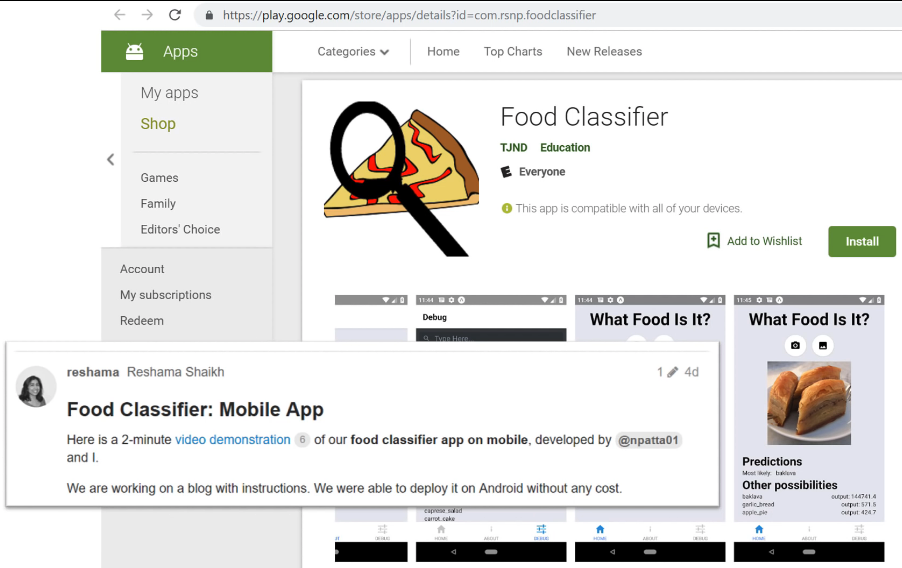 https://play.google.com/store/apps/details?id=com.rsnp.foodclassifier
Apps
Categories
Home
Top Charts
New Releases
My apps
Shop
Games
Family
Editors' Choice
Account
My subscriptions
Redeem
Food Classifier
TJND Education
Everyone
This app is compatible with all of your devices.
Add to Wishlist
Install
11:44
Debug
Type Here...
caprese_salad
carrot_cake
HOME ABOUT DEBUG
11:44
What Food Is It?
HOME ABOUT DEBUG
11:45
What Food Is It?
Predictions
Most likely: baklava
Other possibilities
baklava output: 144741.4
garlic_bread output: 571.5
apple_pie output: 424.7
HOME ABOUT DEBUG
reshama Reshama Shaikh 1 4d
Food Classifier: Mobile App
Here is a 2-minute video demonstration 6 of our food classifier app on mobile, developed by @npatta01
and I.
We are working on a blog with instructions. We were able to deploy it on Android without any cost.